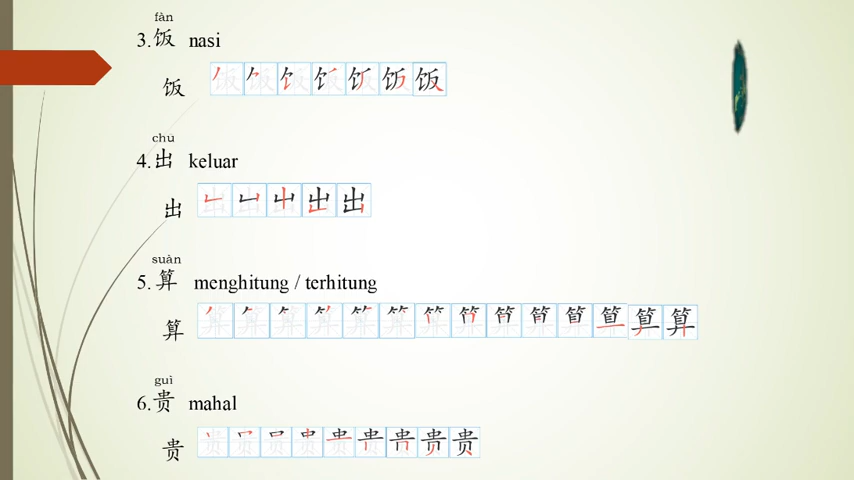 fàn
3.饭 nasi
饭
chū
4.出 keluar
出
suàn
5.算 menghitung / terhitung
算
guì
6.贵 mahal
贵